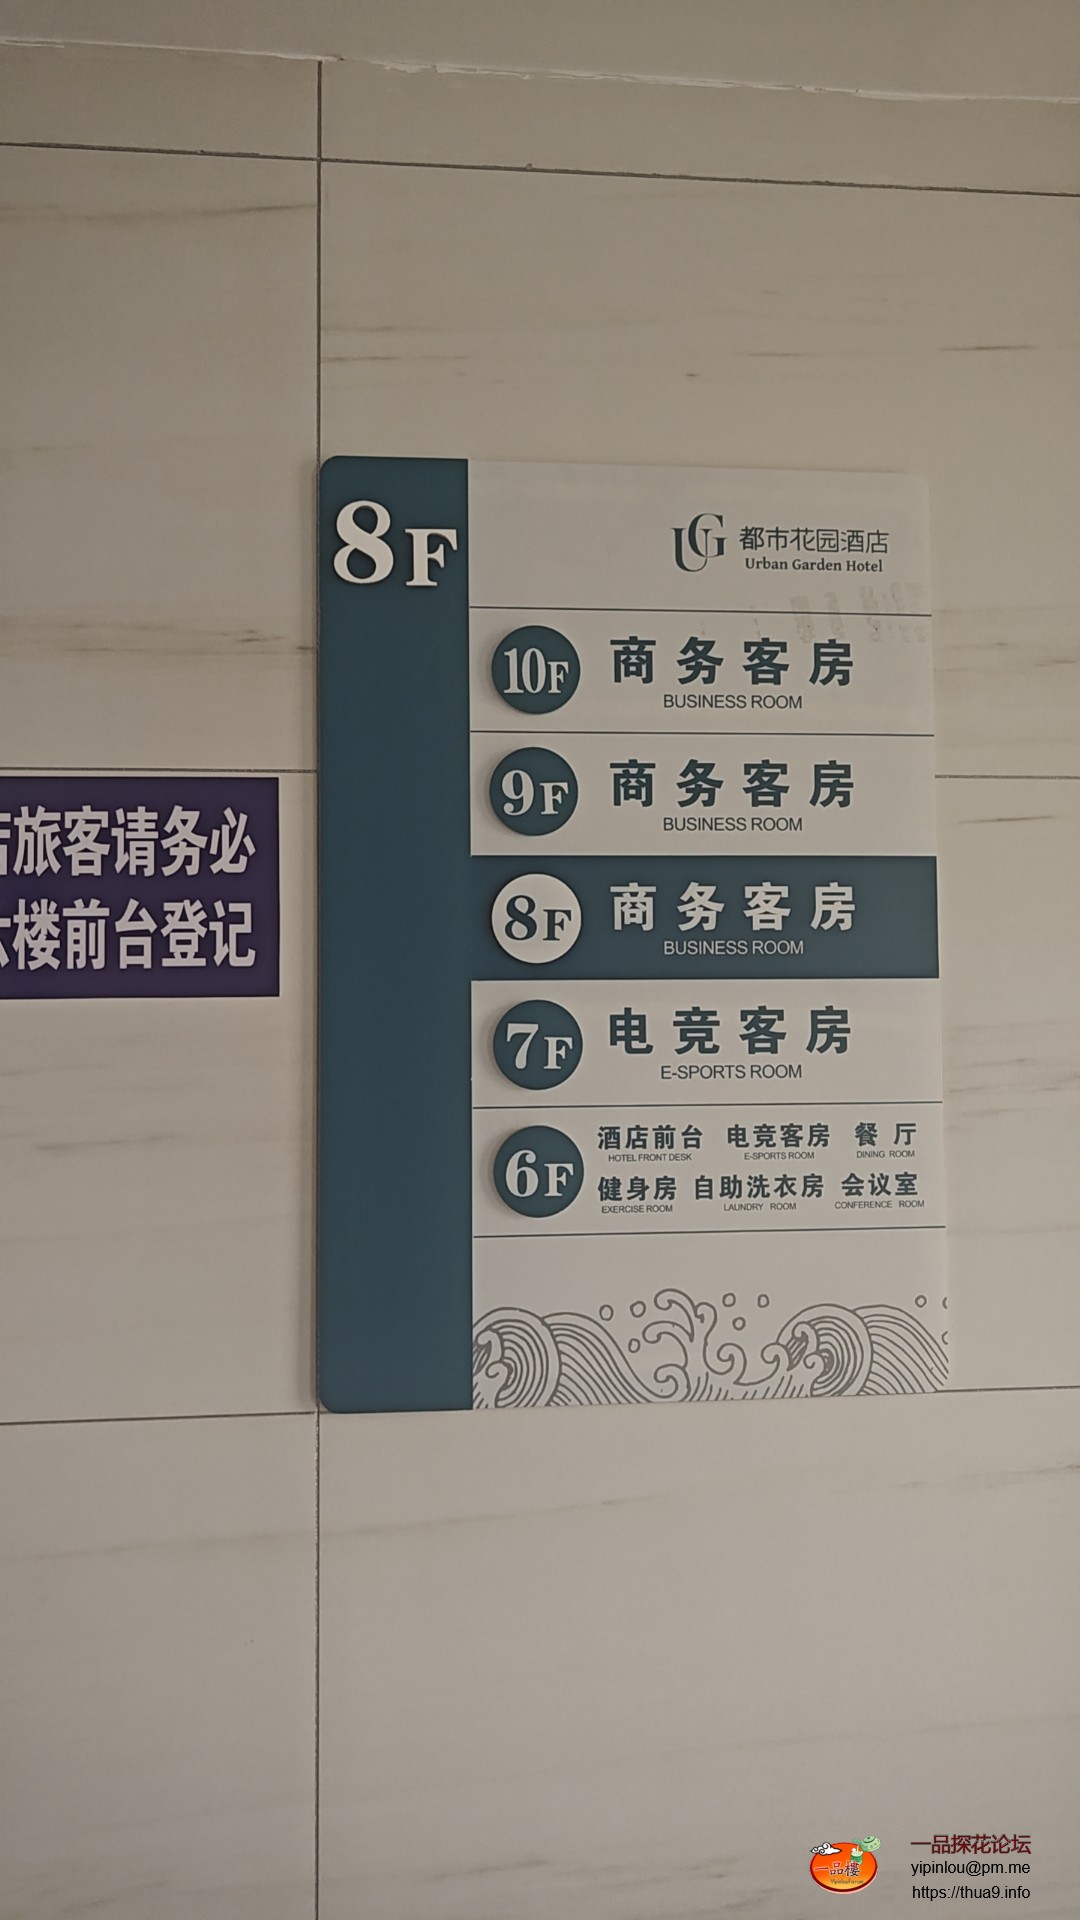 旅客请务必
楼前台登记
8F
UG 都市花园酒店
Urban Garden Hotel
10F 商务客房
BUSINESS ROOM
9F 商务客房
BUSINESS ROOM
8F 商务客房
BUSINESS ROOM
7F 电竞客房
E-SPORTS ROOM
6F
酒店前台 电竞客房 餐厅
HOTEL FRONT DESK E-SPORTS ROOM DINING ROOM
健身房 自助洗衣房 会议室
EXERCISE ROOM LAUNDRY ROOM CONFERENCE ROOM
一品楼
一品探花论坛
yipinlou@pm.me
https://thua9.info